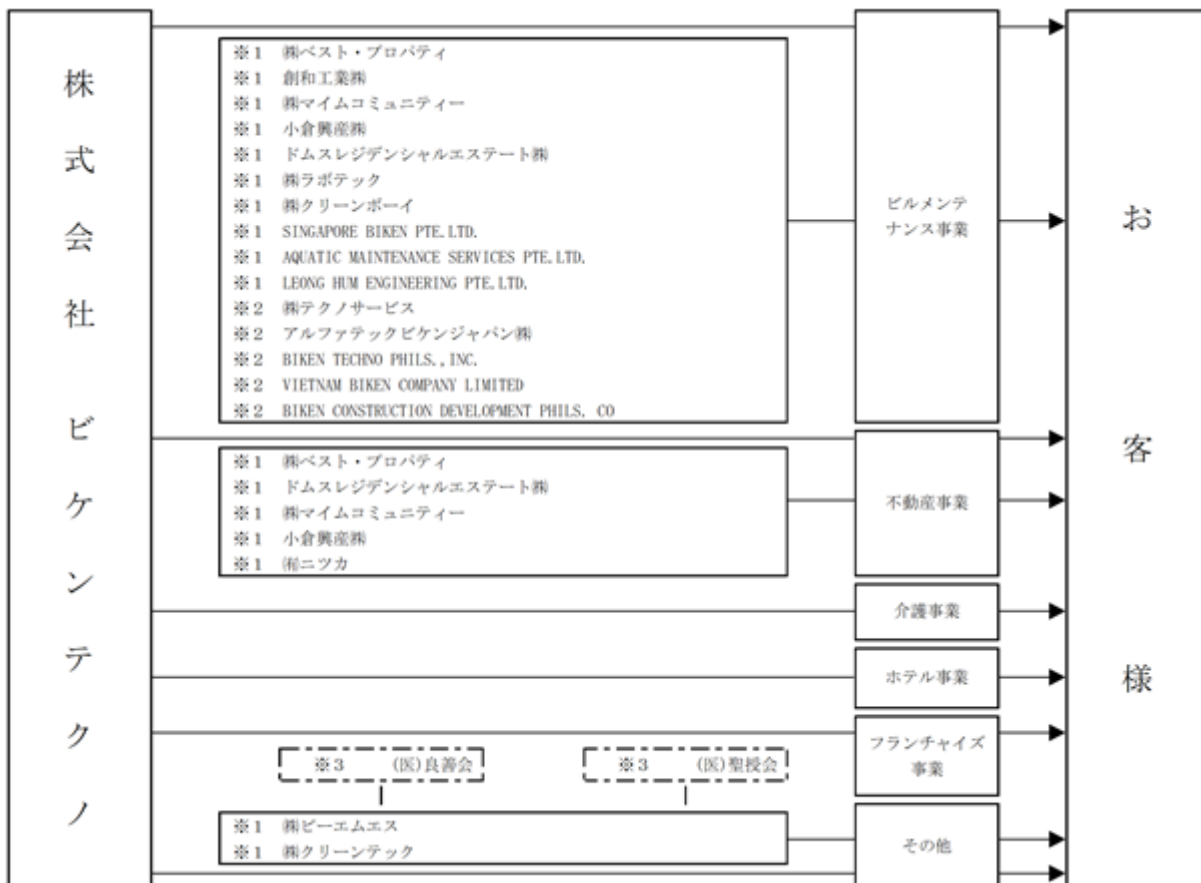 株式会社 ビケンテクノ
※1 ㈱ベスト・プロパティ
※1 創和工業㈱
※1 ㈱マイムコミュニティー
※1 小倉興産㈱
※1 ドムスレジデンシャルエステート㈱
※1 ㈱ラボテック
※1 ㈱クリーンボーイ
※1 SINGAPORE BIKEN PTE.LTD.
※1 AQUATIC MAINTENANCE SERVICES PTE.LTD.
※1 LEONG HUM ENGINEERING PTE.LTD.
※2 ㈱テクノサービス
※2 アルファテックビケンジャパン㈱
※2 BIKEN TECHNO PHILS.,INC.
※2 VIETNAM BIKEN COMPANY LIMITED
※2 BIKEN CONSTRUCTION DEVELOPMENT PHILS. CO
ビルメンテ
ナンス事業
※1 ㈱ベスト・プロパティ
※1 ドムスレジデンシャルエステート㈱
※1 ㈱マイムコミュニティー
※1 小倉興産㈱
※1 ㈲ニツカ
不動産事業
介護事業
ホテル事業
フランチャイズ
事業
※3 (医)良善会
※3 (医)聖授会
※1 ㈱ビーエムエス
※1 ㈱クリーンテック
その他
お客様